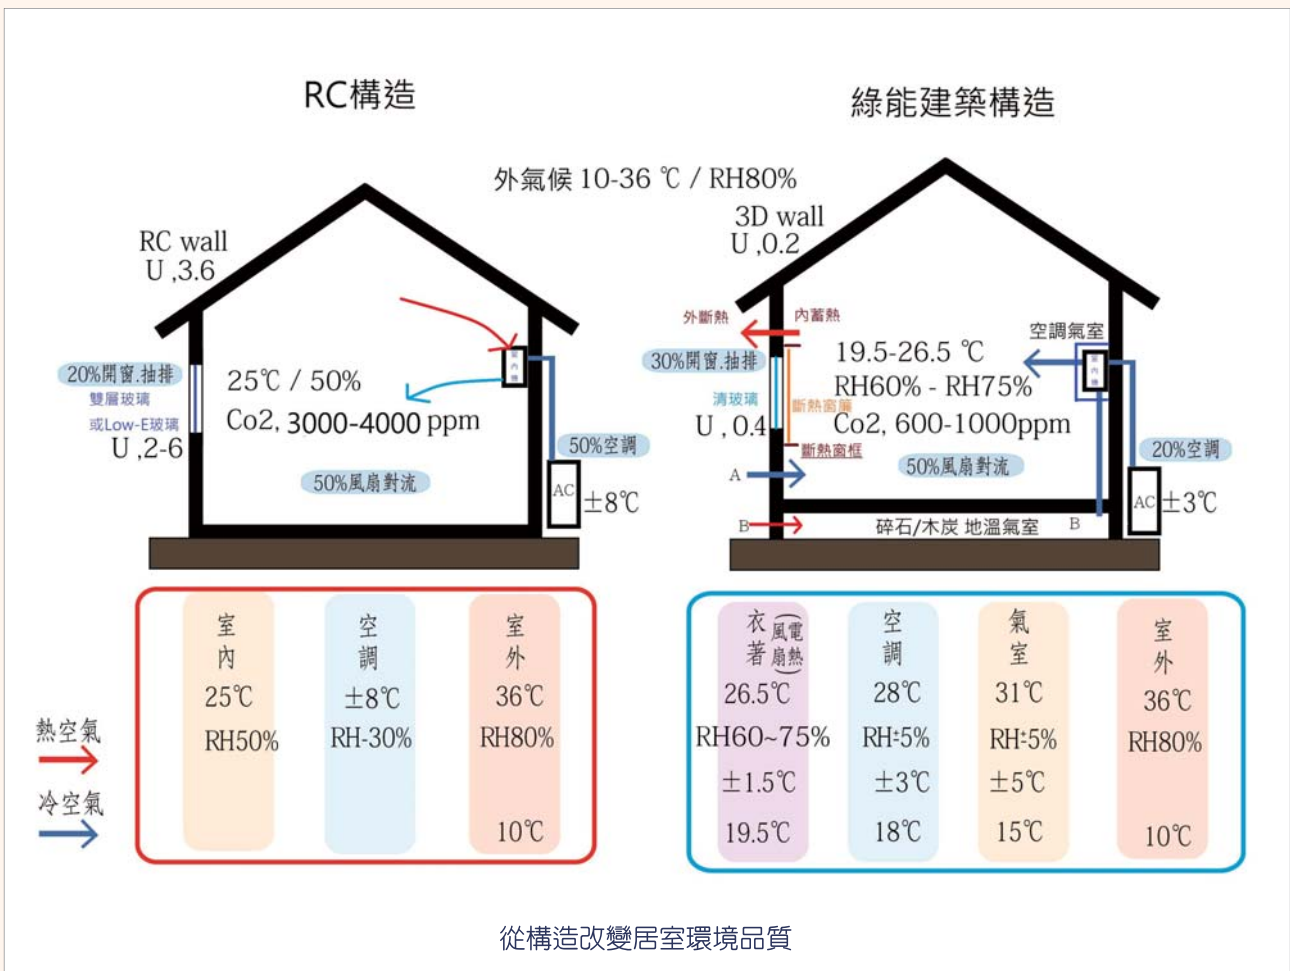 RC構造
綠能建築構造
外氣候 10-36 ℃ / RH80%
RC wall
U ,3.6
20%開窗.抽排
雙層玻璃
或Low-E玻璃
U ,2-6
25℃ / 50%
Co2, 3000-4000 ppm
50%風扇對流
室內機
50%空調
AC
±8℃
3D wall
U ,0.2
外斷熱
內蓄熱
30%開窗.抽排
清玻璃
U , 0.4
斷熱窗簾
斷熱窗框
19.5-26.5 ℃
RH60% - RH75%
Co2, 600-1000ppm
50%風扇對流
空調氣室
室內機
20%空調
AC
±3℃
A
B
碎石/木炭 地溫氣室
B
熱空氣
冷空氣
室內
25℃
RH50%
空調
±8℃
RH-30%
室外
36℃
RH80%
10℃
衣著
(電熱風扇)
26.5℃
RH60~75%
±1.5℃
19.5℃
空調
28℃
RH±5%
±3℃
18℃
氣室
31℃
RH±5%
±5℃
15℃
室外
36℃
RH80%
10℃
從構造改變居室環境品質